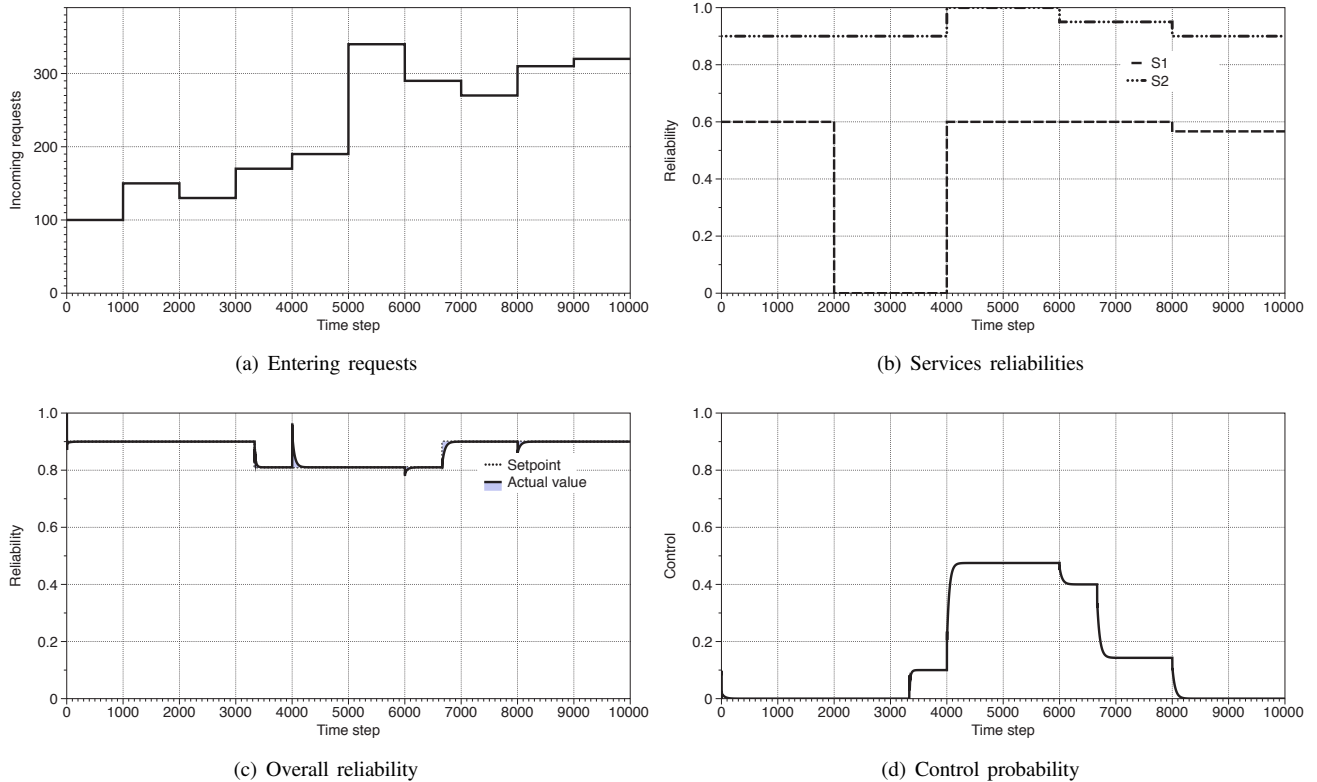 300
200
100
0
Incoming requests
0 1000 2000 3000 4000 5000 6000 7000 8000 9000 10000
Time step
(a) Entering requests
1.0
0.8
0.6
0.4
0.2
0
Reliability
S1
S2
0 1000 2000 3000 4000 5000 6000 7000 8000 9000 10000
Time step
(b) Services reliabilities
1.0
0.8
0.6
0.4
0.2
0
Reliability
Setpoint
Actual value
0 1000 2000 3000 4000 5000 6000 7000 8000 9000 10000
Time step
(c) Overall reliability
1.0
0.8
0.6
0.4
0.2
0
Control
0 1000 2000 3000 4000 5000 6000 7000 8000 9000 10000
Time step
(d) Control probability